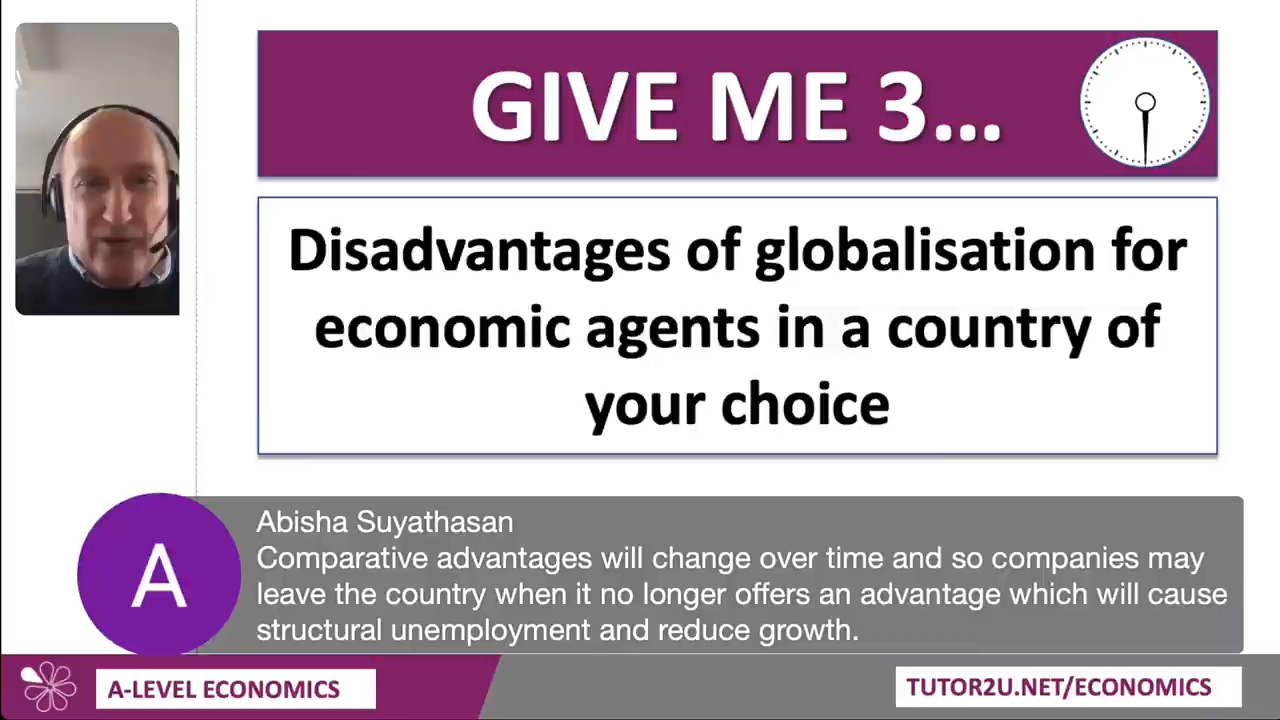 GIVE ME 3...
Disadvantages of globalisation for
economic agents in a country of
your choice
A
Abisha Suyathasan
Comparative advantages will change over time and so companies may
leave the country when it no longer offers an advantage which will cause
structural unemployment and reduce growth.
A-LEVEL ECONOMICS
TUTOR2U.NET/ECONOMICS